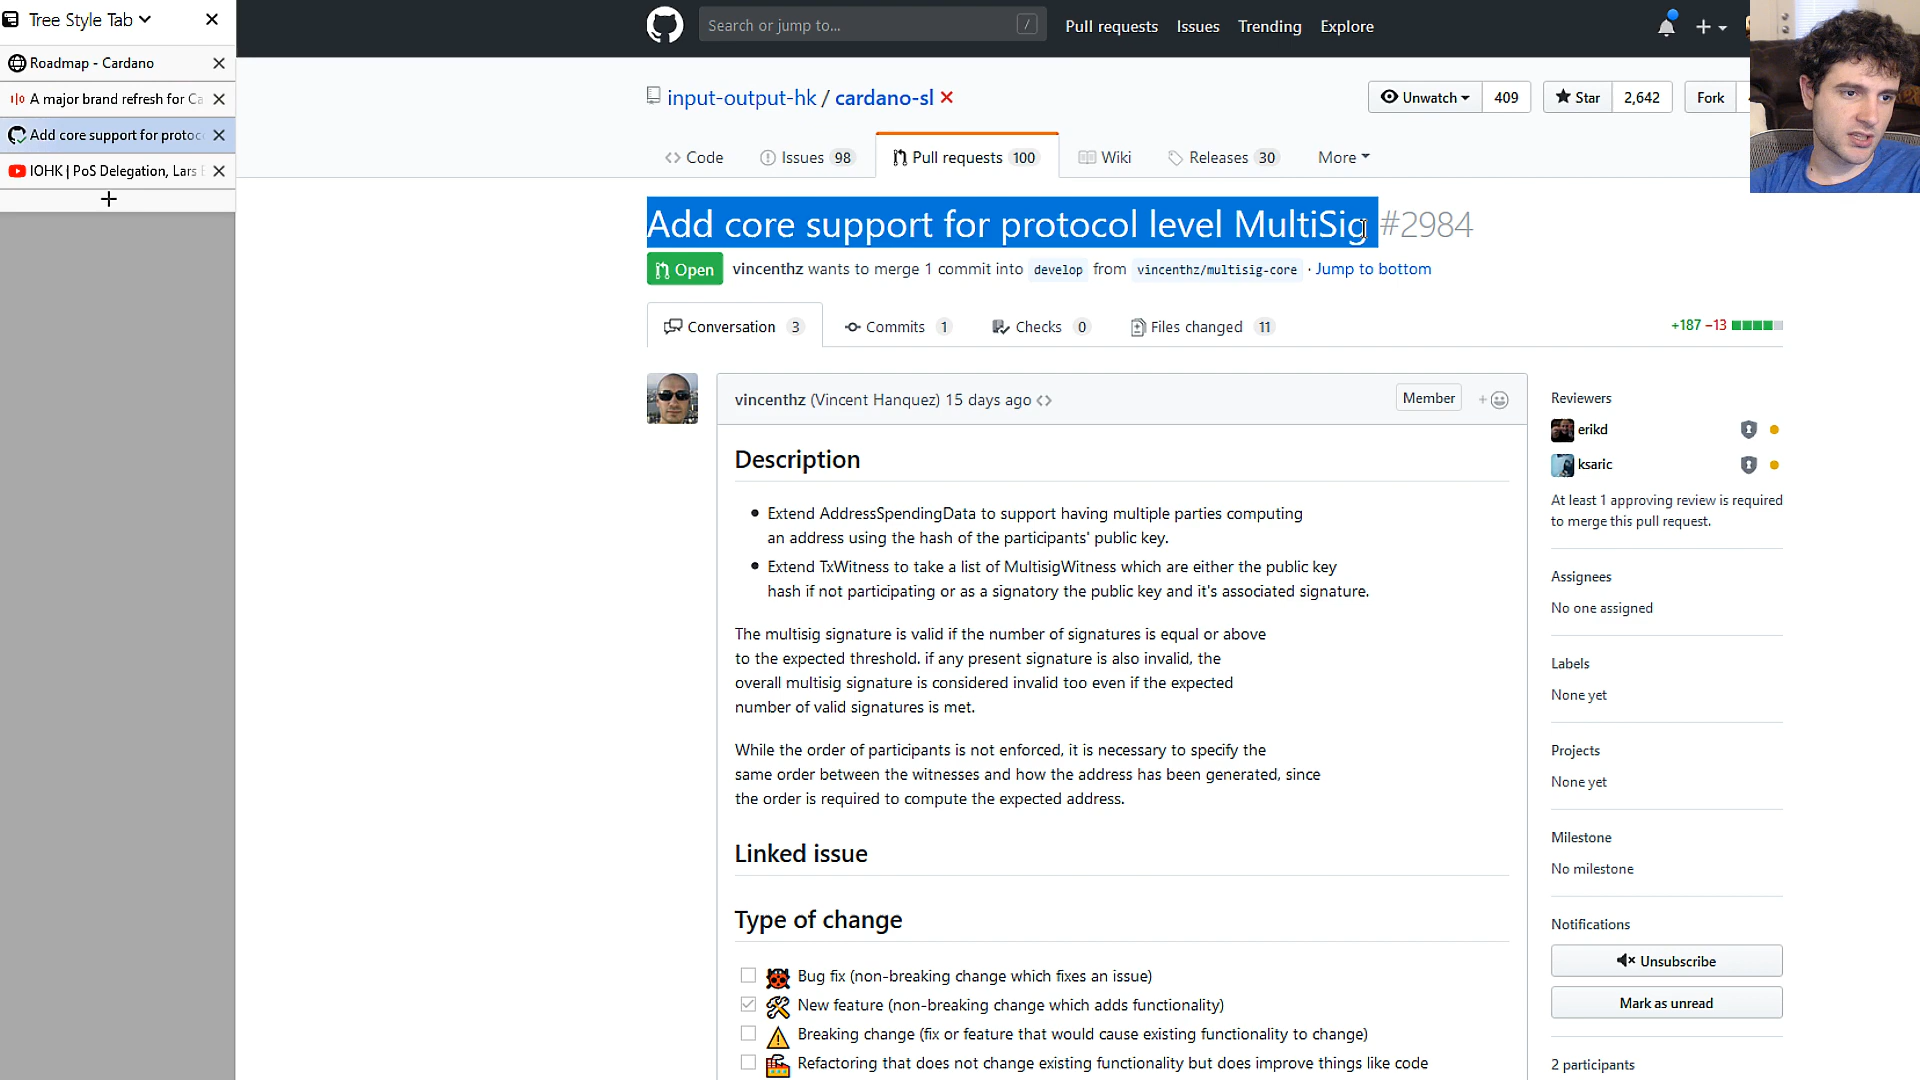 Tree Style Tab
Roadmap - Cardano
A major brand refresh for Ca
Add core support for protoc
IOHK | PoS Delegation, Lars
Search or jump to...
/
Pull requests
Issues
Trending
Explore
input-output-hk / cardano-sl
Unwatch
409
Star
2,642
Fork
Code
Issues 98
Pull requests 100
Wiki
Releases 30
More
Add core support for protocol level MultiSig #2984
Open
vincenthz wants to merge 1 commit into develop from vincenthz/multisig-core · Jump to bottom
Conversation 3
Commits 1
Checks 0
Files changed 11
+187 −13
vincenthz (Vincent Hanquez) 15 days ago
Member
Description
Extend AddressSpendingData to support having multiple parties computing
an address using the hash of the participants' public key.
Extend TxWitness to take a list of MultisigWitness which are either the public key
hash if not participating or as a signatory the public key and it's associated signature.
The multisig signature is valid if the number of signatures is equal or above
to the expected threshold. if any present signature is also invalid, the
overall multisig signature is considered invalid too even if the expected
number of valid signatures is met.
While the order of participants is not enforced, it is necessary to specify the
same order between the witnesses and how the address has been generated, since
the order is required to compute the expected address.
Linked issue
Type of change
Bug fix (non-breaking change which fixes an issue)
New feature (non-breaking change which adds functionality)
Breaking change (fix or feature that would cause existing functionality to change)
Refactoring that does not change existing functionality but does improve things like code
Reviewers
erikd
ksaric
At least 1 approving review is required
to merge this pull request.
Assignees
No one assigned
Labels
None yet
Projects
None yet
Milestone
No milestone
Notifications
Unsubscribe
Mark as unread
2 participants